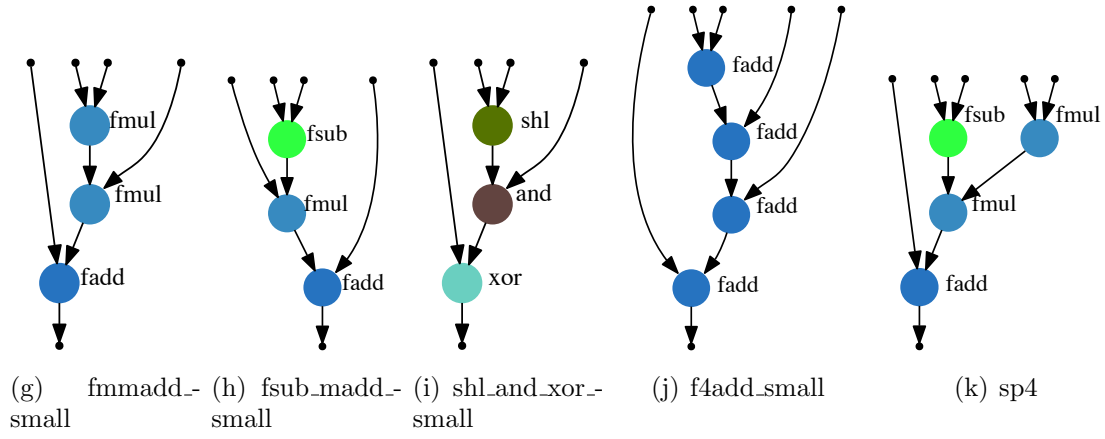 fmul
fmul
fadd
(g) fmmadd_-
small
fsub
fmul
fadd
(h) fsub_madd_-
small
shl
and
xor
(i) shl_and_xor_-
small
fadd
fadd
fadd
fadd
(j) f4add_small
fsub
fmul
fmul
fadd
(k) sp4